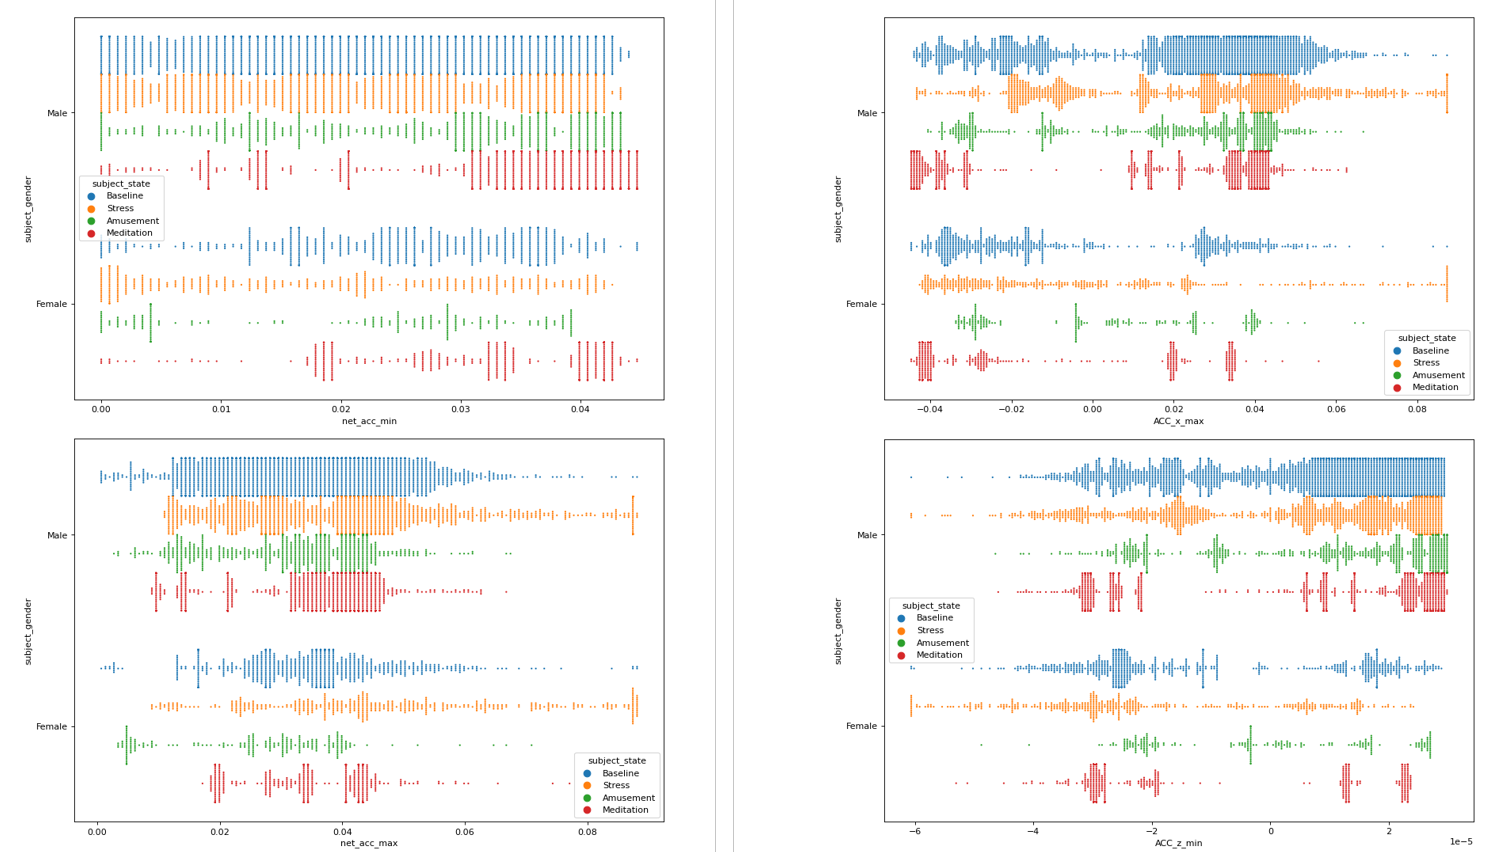 subject_gender
Male
Female
subject_state
Baseline
Stress
Amusement
Meditation
0.00 0.01 0.02 0.03 0.04
net_acc_min
subject_gender
Male
Female
subject_state
Baseline
Stress
Amusement
Meditation
−0.04 −0.02 0.00 0.02 0.04 0.06 0.08
ACC_x_max
subject_gender
Male
Female
subject_state
Baseline
Stress
Amusement
Meditation
0.00 0.02 0.04 0.06 0.08
net_acc_max
subject_gender
Male
Female
subject_state
Baseline
Stress
Amusement
Meditation
−6 −4 −2 0 2
1e−5
ACC_z_min